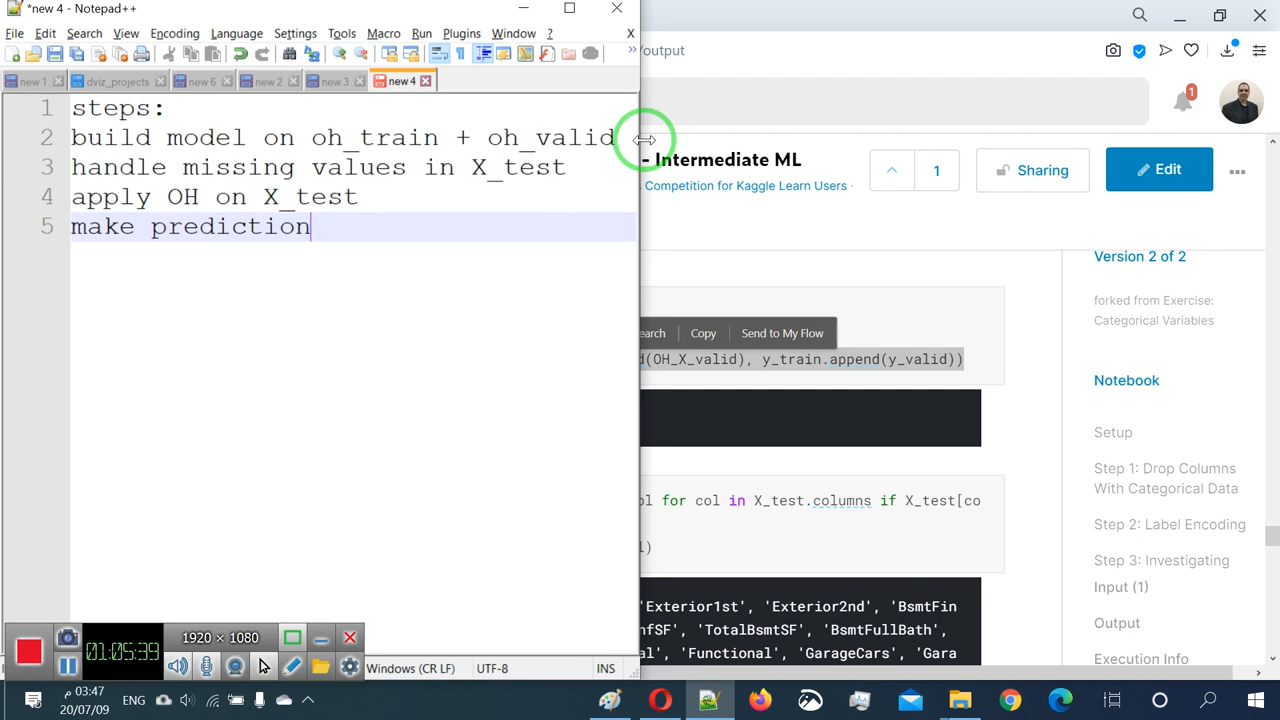 *new 4 - Notepad++
File Edit Search View Encoding Language Settings Tools Macro Run Plugins Window ? X
new 1 dviz_projects new 6 new 2 new 3 new 4
1 steps:
2 build model on oh_train + oh_valid
3 handle missing values in X_test
4 apply OH on X_test
5 make prediction
/output
1
- Intermediate ML
Competition for Kaggle Learn Users ·
1
Sharing
Edit
Search Copy Send to My Flow
(OH_X_valid), y_train.append(y_valid))
ol for col in X_test.columns if X_test[co
l)
'Exterior1st', 'Exterior2nd', 'BsmtFin
nfSF', 'TotalBsmtSF', 'BsmtFullBath',
al', 'Functional', 'GarageCars', 'Gara
Version 2 of 2
forked from Exercise:
Categorical Variables
Notebook
Setup
Step 1: Drop Columns
With Categorical Data
Step 2: Label Encoding
Step 3: Investigating
Input (1)
Output
Execution Info
01:05:39
1920 × 1080
Windows (CR LF) UTF-8 INS
ENG
03:47 م
20/07/09